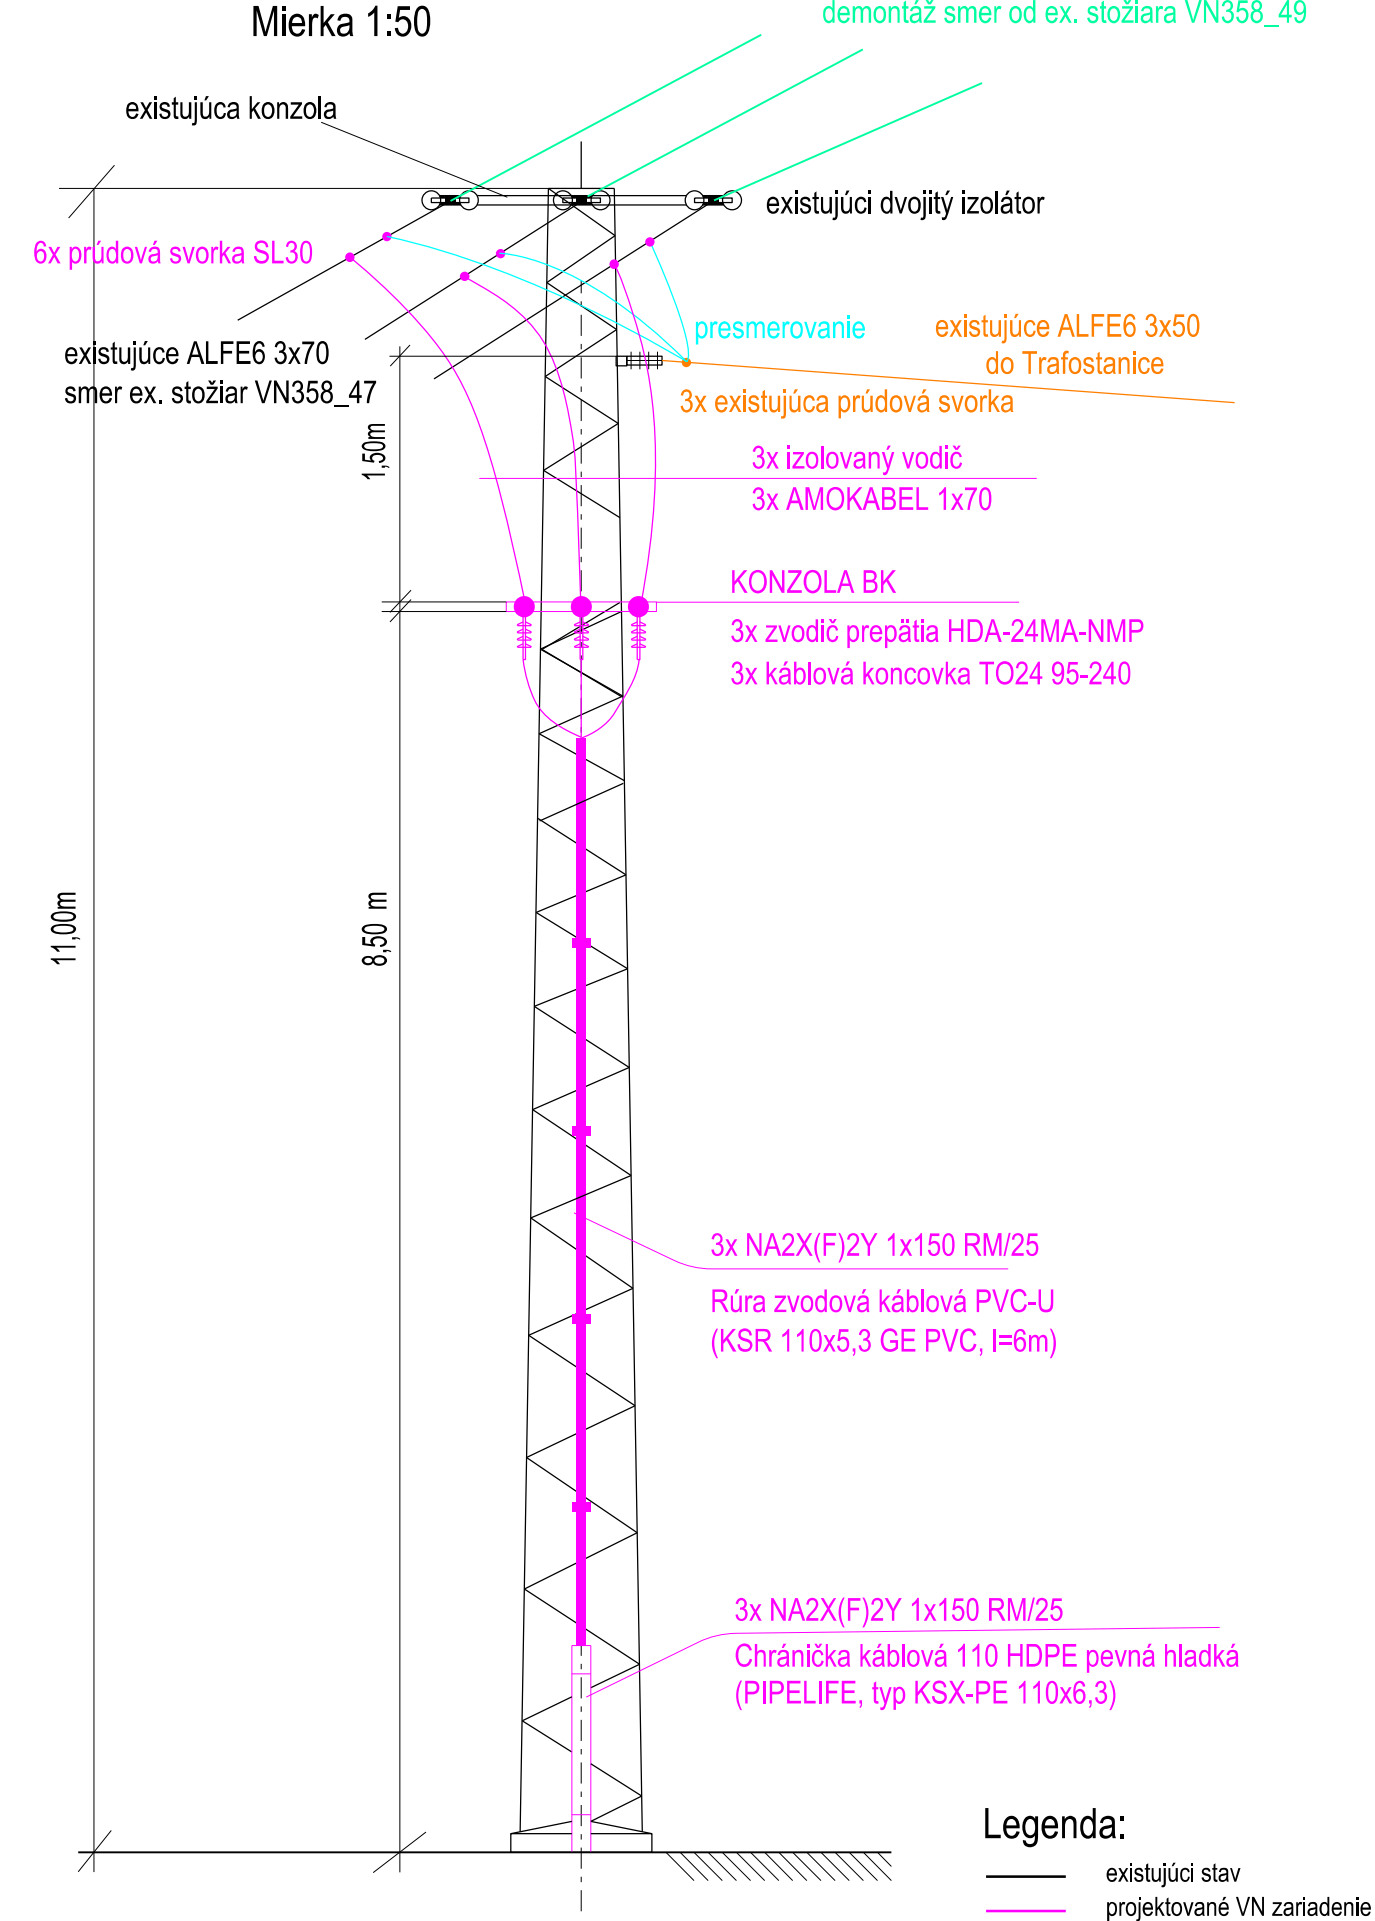 Mierka 1:50
demontáž smer od ex. stožiara VN358_49
existujúca konzola
existujúci dvojitý izolátor
6x prúdová svorka SL30
presmerovanie
existujúce ALFE6 3x50
do Trafostanice
existujúce ALFE6 3x70
smer ex. stožiar VN358_47
3x existujúca prúdová svorka
1,50m
3x izolovaný vodič
3x AMOKABEL 1x70
KONZOLA BK
3x zvodič prepätia HDA-24MA-NMP
3x káblová koncovka TO24 95-240
11,00m
8,50 m
3x NA2X(F)2Y 1x150 RM/25
Rúra zvodová káblová PVC-U
(KSR 110x5,3 GE PVC, l=6m)
3x NA2X(F)2Y 1x150 RM/25
Chránička káblová 110 HDPE pevná hladká
(PIPELIFE, typ KSX-PE 110x6,3)
Legenda:
existujúci stav
projektované VN zariadenie